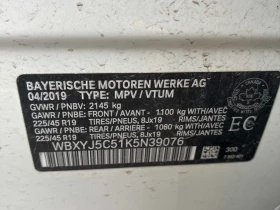 BAYERISCHE MOTOREN WERKE AG
04/2019 TYPE: MPV / VTUM
GVWR / PNBV: 2145 kg
GAWR / PNBE: FRONT / AVANT - 1100 kg WITH/AVEC
225/45 R19 TIRES/PNEUS, 8Jx19 RIMS/JANTES
GAWR / PNBE: REAR / ARRIERE - 1080 kg WITH/AVEC
225/45 R19 TIRES/PNEUS, 8Jx19 RIMS/JANTES
WBXYJ5C51K5N39076
EC
300